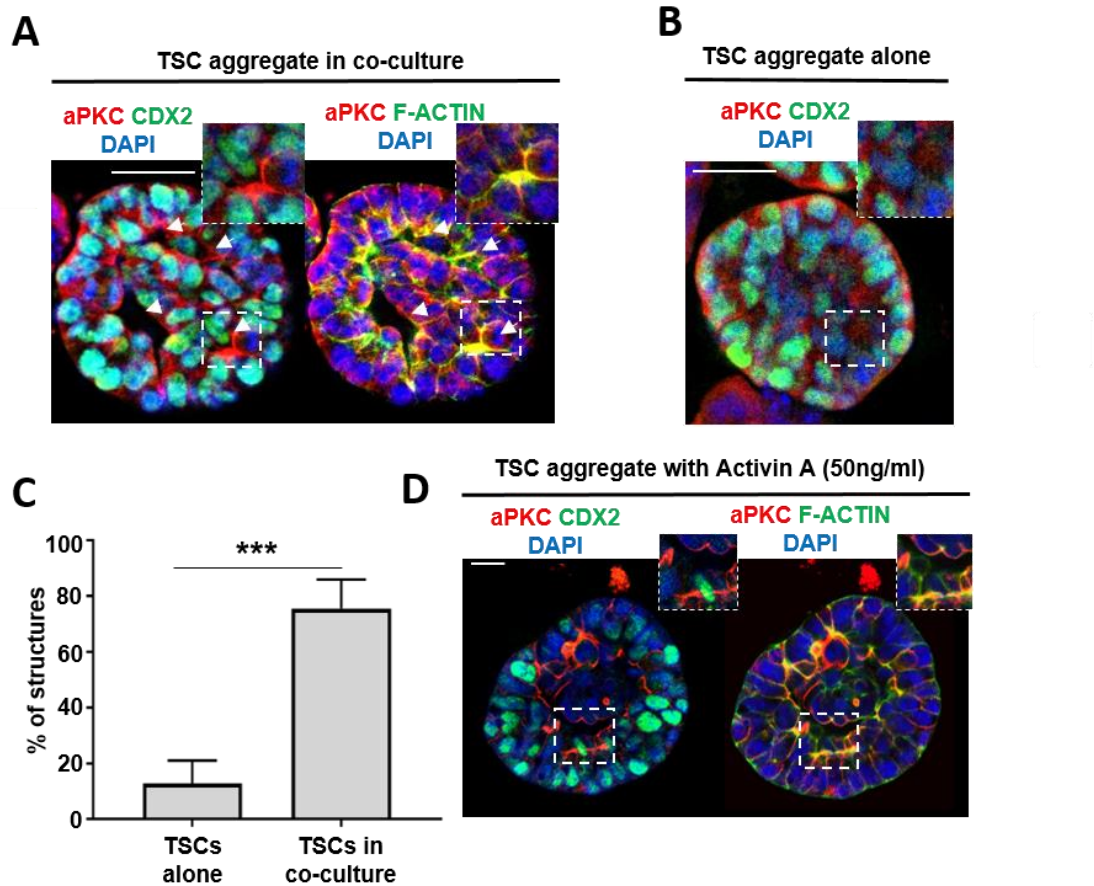 A
TSC aggregate in co-culture
aPKC CDX2
DAPI
aPKC F-ACTIN
DAPI
B
TSC aggregate alone
aPKC CDX2
DAPI
C
% of structures
100
80
60
40
20
0
***
TSCs
alone
TSCs in
co-culture
D
TSC aggregate with Activin A (50ng/ml)
aPKC CDX2
DAPI
aPKC F-ACTIN
DAPI